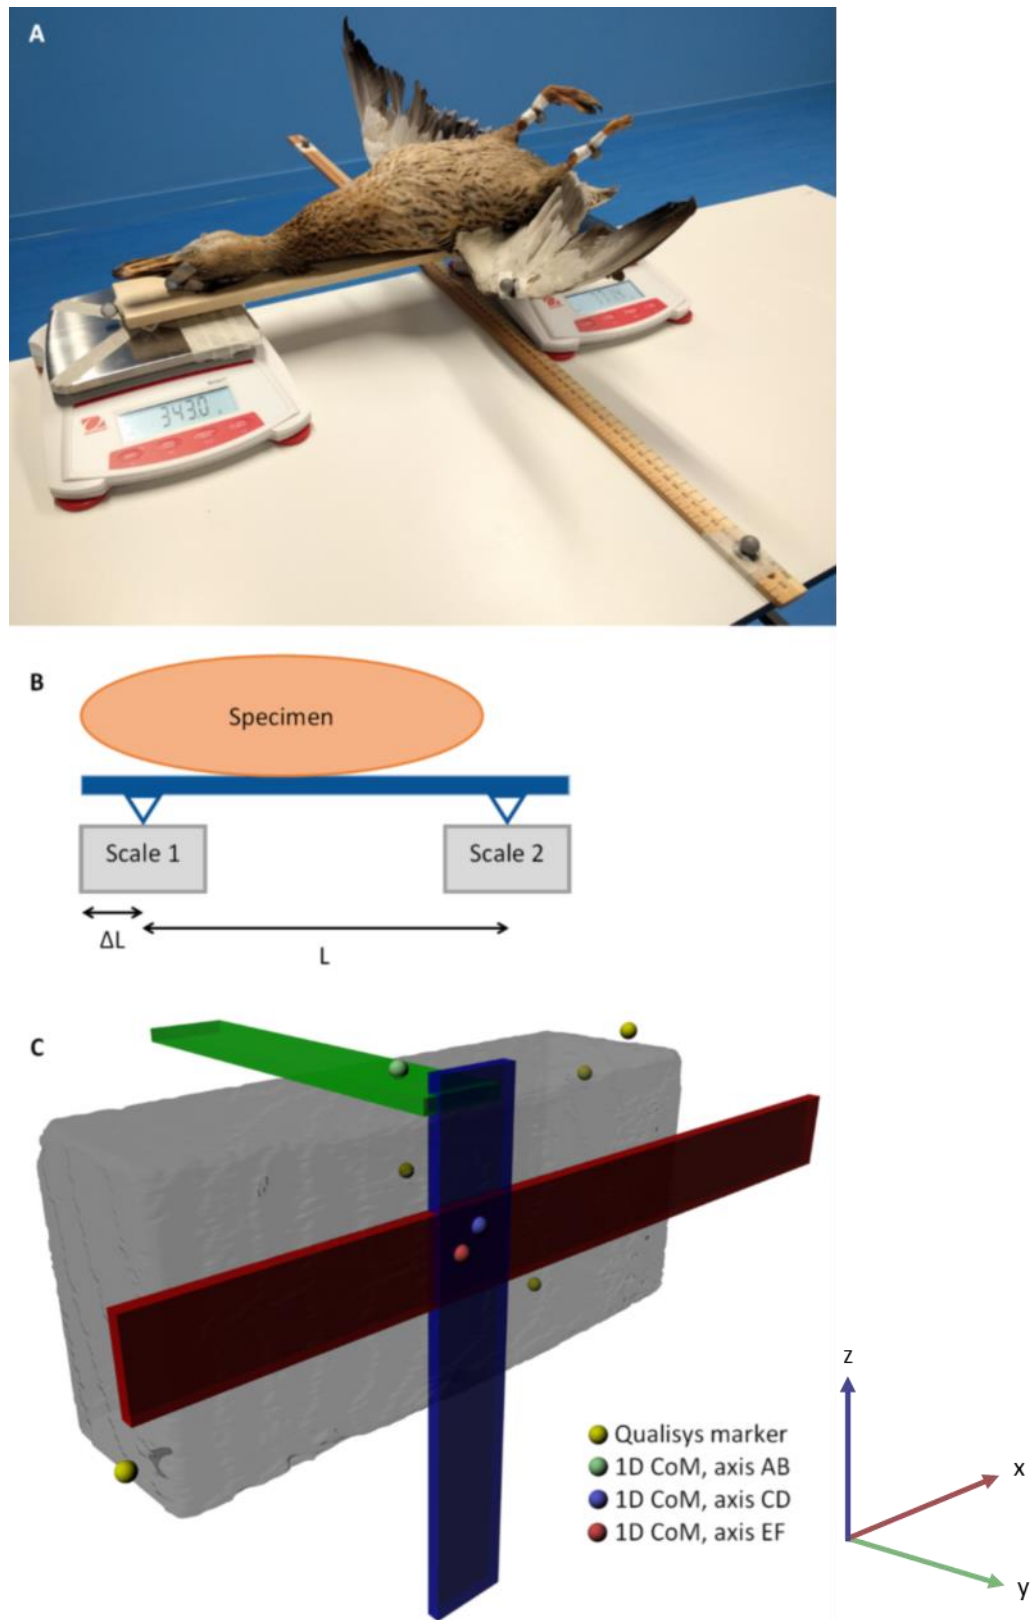 A
343.0
B
Specimen
Scale 1
Scale 2
ΔL
L
C
Qualisys marker
1D CoM, axis AB
1D CoM, axis CD
1D CoM, axis EF
z
x
y